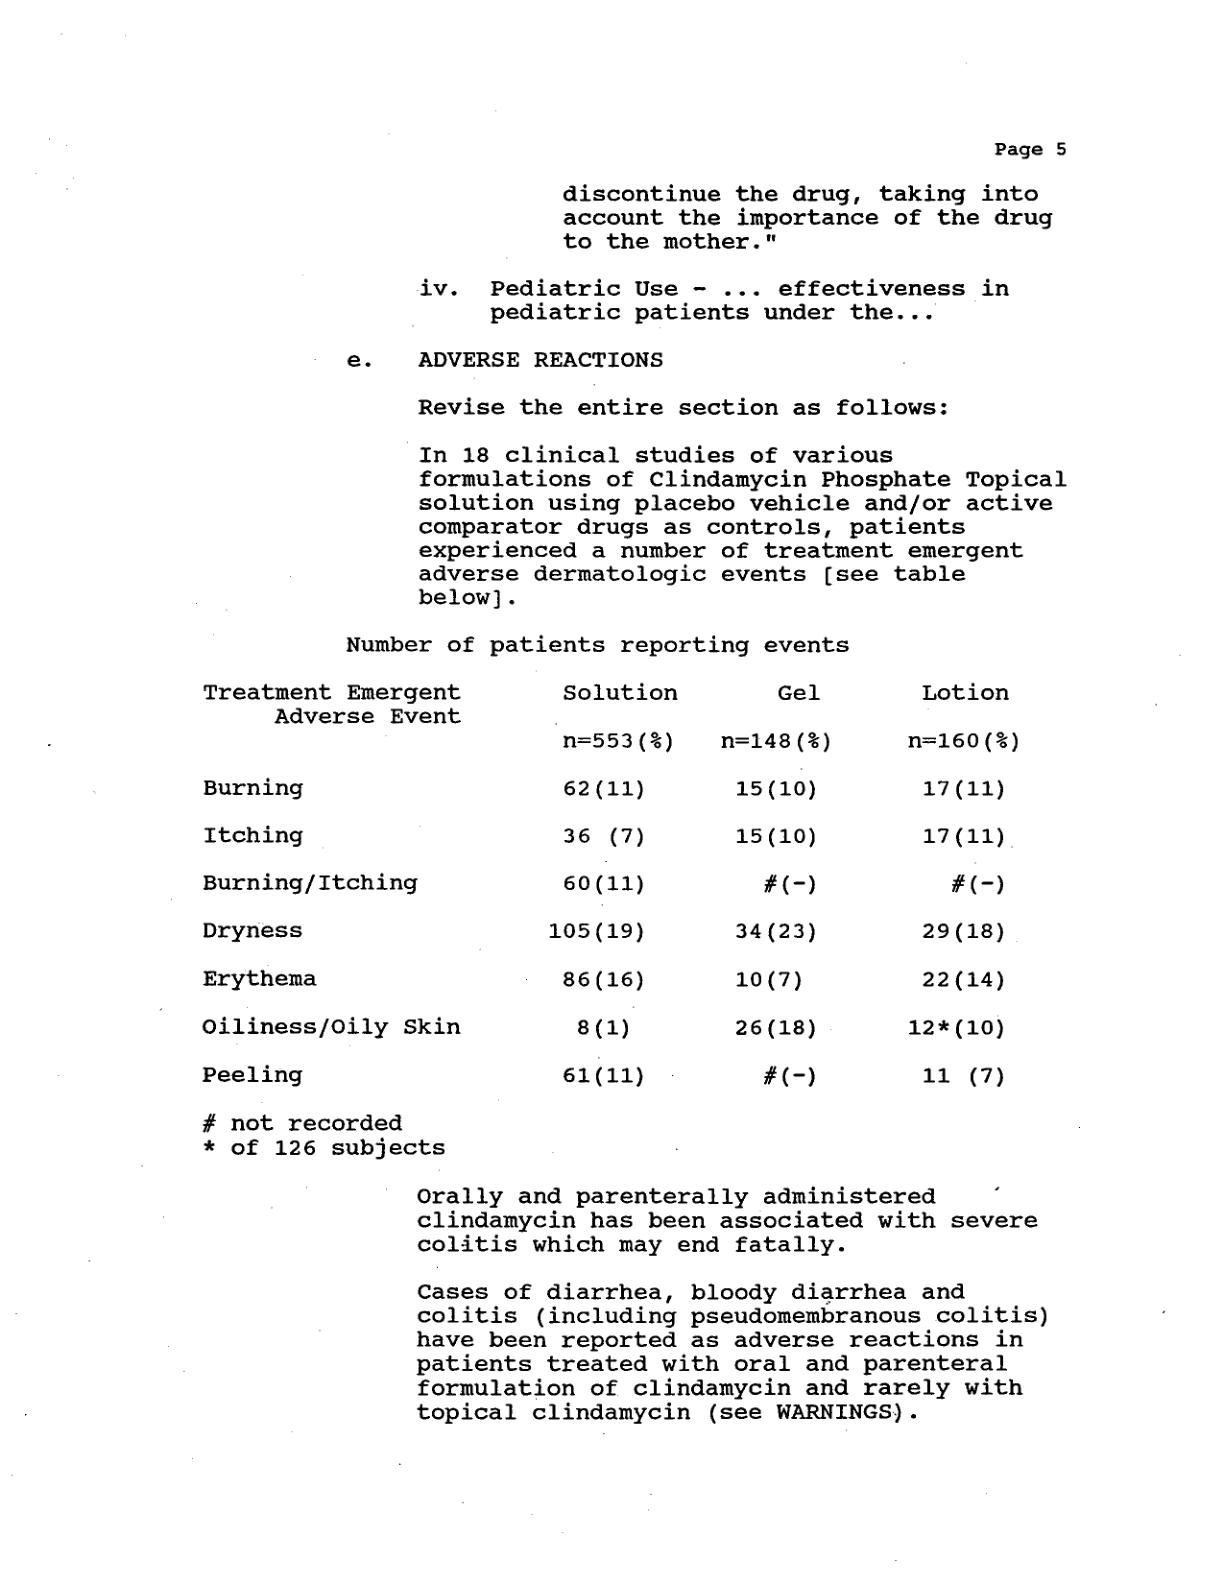 Page 5
discontinue the drug, taking into
account the importance of the drug
to the mother."
iv. Pediatric Use - ... effectiveness in
pediatric patients under the...
e. ADVERSE REACTIONS
Revise the entire section as follows:
In 18 clinical studies of various
formulations of Clindamycin Phosphate Topical
solution using placebo vehicle and/or active
comparator drugs as controls, patients
experienced a number of treatment emergent
adverse dermatologic events [see table
below].
Number of patients reporting events
Treatment Emergent Solution Gel Lotion
Adverse Event
n=553(%) n=148(%) n=160(%)
Burning 62(11) 15(10) 17(11)
Itching 36 (7) 15(10) 17(11)
Burning/Itching 60(11) #(-) #(-)
Dryness 105(19) 34(23) 29(18)
Erythema 86(16) 10(7) 22(14)
Oiliness/Oily Skin 8(1) 26(18) 12*(10)
Peeling 61(11) #(-) 11 (7)
# not recorded
* of 126 subjects
Orally and parenterally administered
clindamycin has been associated with severe
colitis which may end fatally.
Cases of diarrhea, bloody diarrhea and
colitis (including pseudomembranous colitis)
have been reported as adverse reactions in
patients treated with oral and parenteral
formulation of clindamycin and rarely with
topical clindamycin (see WARNINGS).